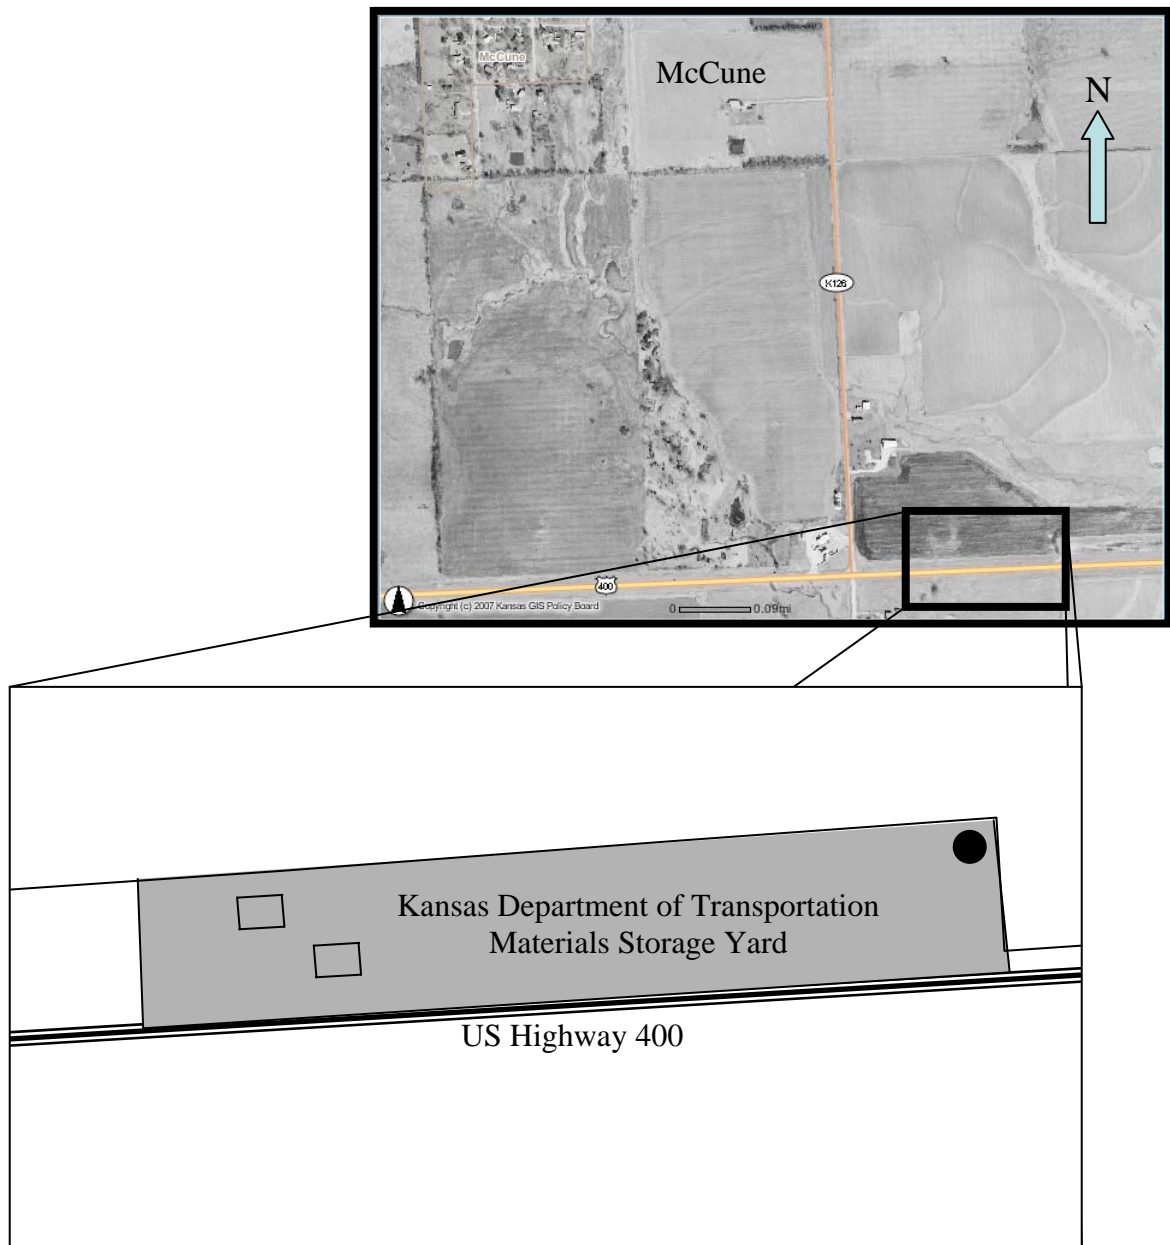 McCune
McCune
N
K126
400
Copyright (c) 2007 Kansas GIS Policy Board
0 0.09mi
Kansas Department of Transportation
Materials Storage Yard
US Highway 400